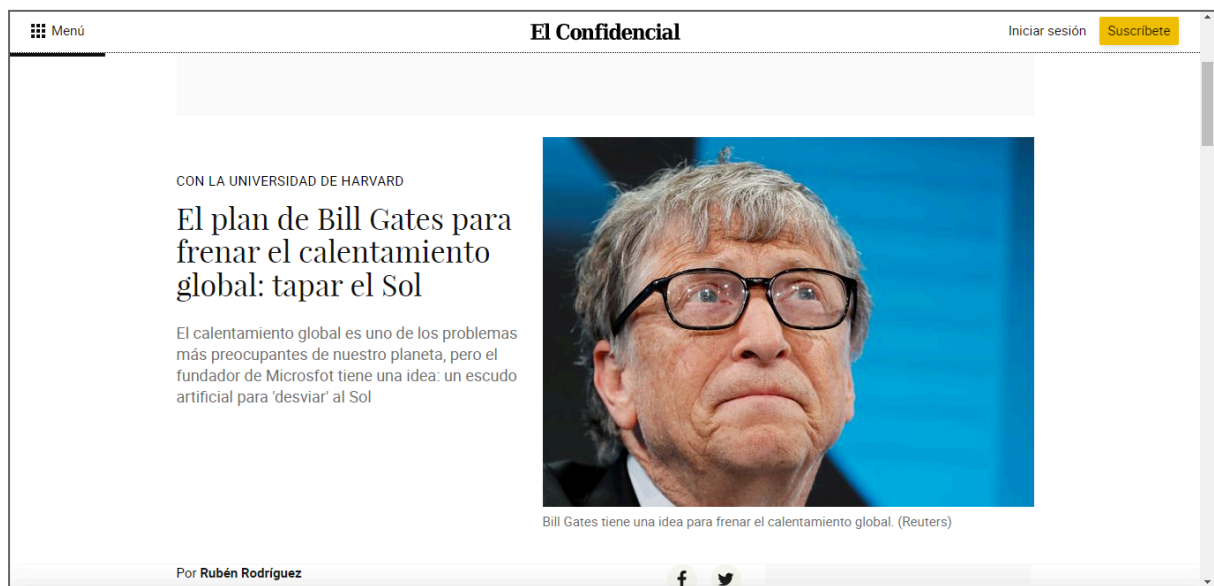 Menú
El Confidencial
Iniciar sesión
Suscríbete
CON LA UNIVERSIDAD DE HARVARD
El plan de Bill Gates para
frenar el calentamiento
global: tapar el Sol
El calentamiento global es uno de los problemas
más preocupantes de nuestro planeta, pero el
fundador de Microsfot tiene una idea: un escudo
artificial para 'desviar' al Sol
Bill Gates tiene una idea para frenar el calentamiento global. (Reuters)
Por Rubén Rodríguez